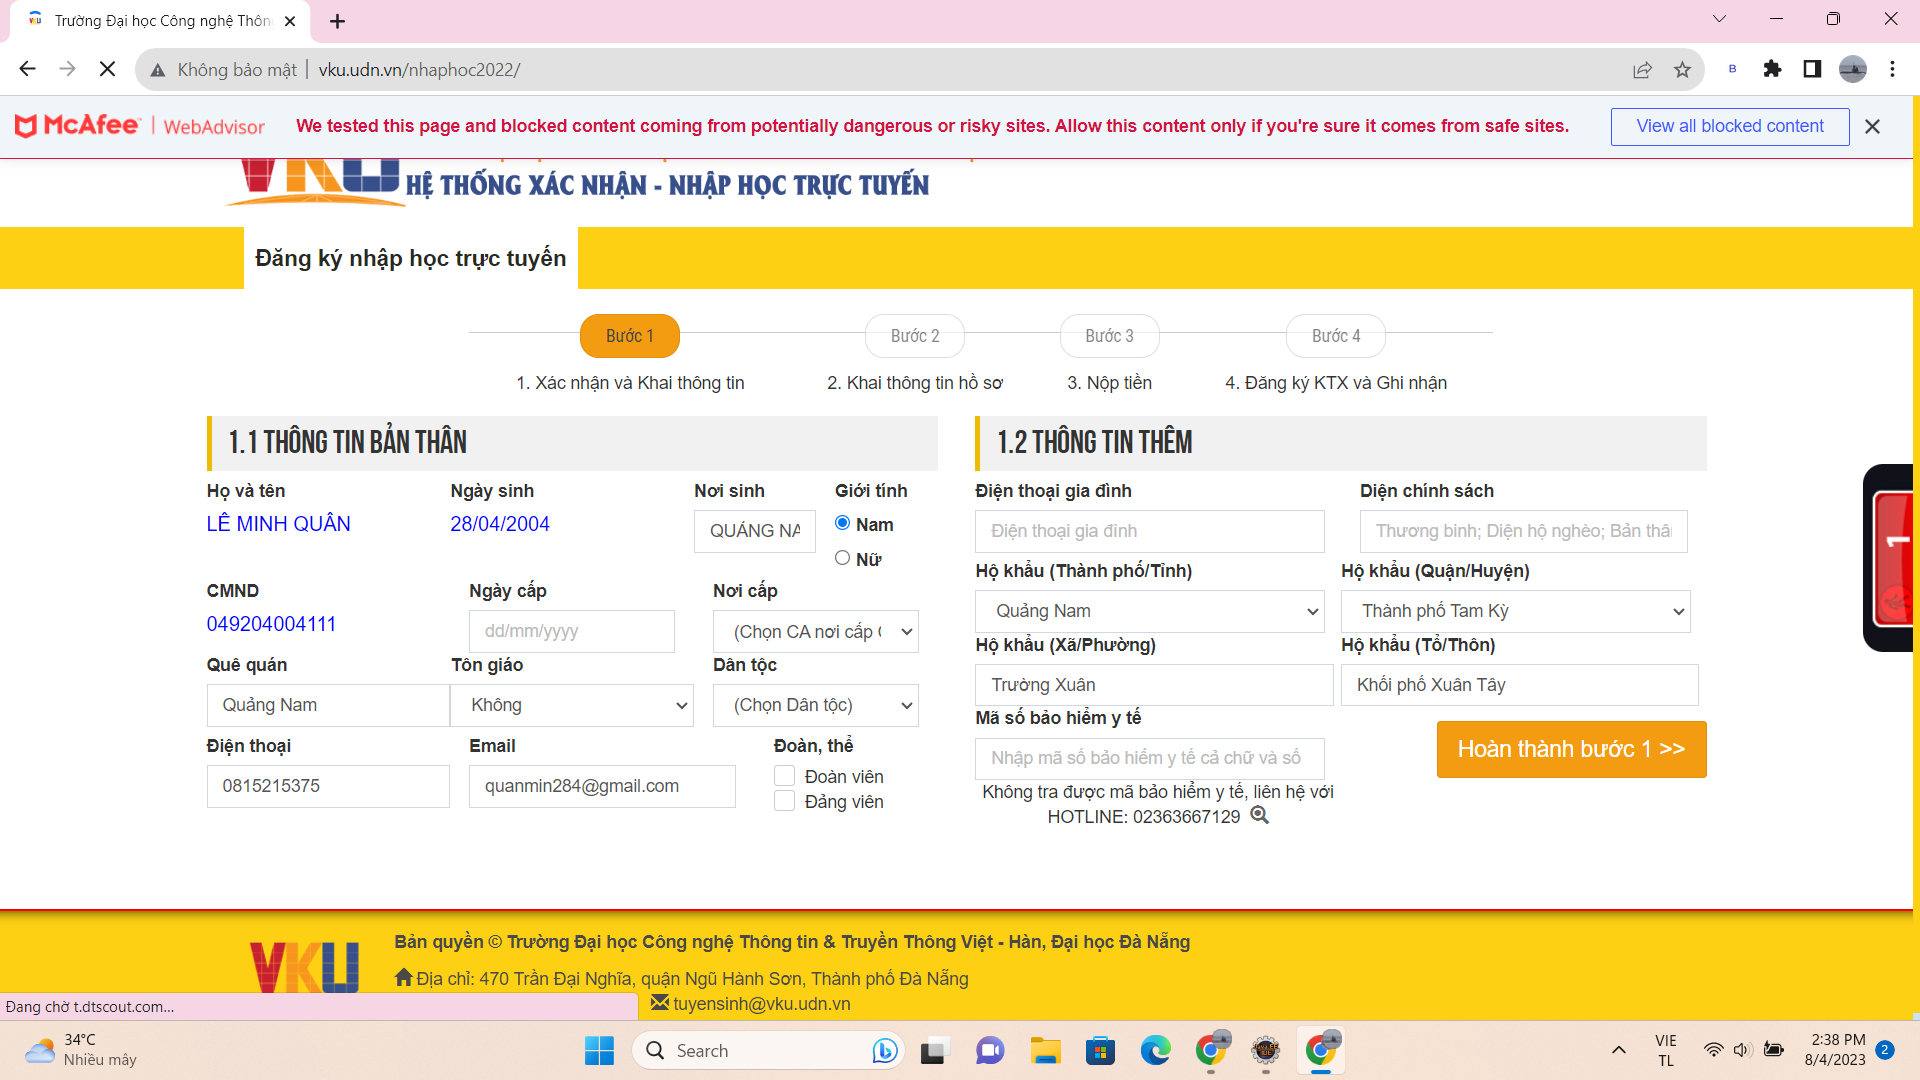 Trường Đại học Công nghệ Thôn
Không bảo mật
vku.udn.vn/nhaphoc2022/
B
McAfee | WebAdvisor
We tested this page and blocked content coming from potentially dangerous or risky sites. Allow this content only if you're sure it comes from safe sites.
View all blocked content
VKU
HỆ THỐNG XÁC NHẬN - NHẬP HỌC TRỰC TUYẾN
Đăng ký nhập học trực tuyến
Bước 1
Bước 2
Bước 3
Bước 4
1. Xác nhận và Khai thông tin
2. Khai thông tin hồ sơ
3. Nộp tiền
4. Đăng ký KTX và Ghi nhận
1.1 THÔNG TIN BẢN THÂN
Họ và tên
Ngày sinh
Nơi sinh
Giới tính
LÊ MINH QUÂN
28/04/2004
QUÁNG NA
Nam
Nữ
CMND
Ngày cấp
Nơi cấp
049204004111
dd/mm/yyyy
(Chọn CA nơi cấp C
Quê quán
Tôn giáo
Dân tộc
Quảng Nam
Không
(Chọn Dân tộc)
Điện thoại
Email
Đoàn, thể
0815215375
quanmin284@gmail.com
Đoàn viên
Đảng viên
1.2 THÔNG TIN THÊM
Điện thoại gia đình
Diện chính sách
Điện thoại gia đình
Thương binh; Diện hộ nghèo; Bản thâ
Hộ khẩu (Thành phố/Tỉnh)
Hộ khẩu (Quận/Huyện)
Quảng Nam
Thành phố Tam Kỳ
Hộ khẩu (Xã/Phường)
Hộ khẩu (Tổ/Thôn)
Trường Xuân
Khối phố Xuân Tây
Mã số bảo hiểm y tế
Nhập mã số bảo hiểm y tế cả chữ và số
Hoàn thành bước 1 >>
Không tra được mã bảo hiểm y tế, liên hệ với
HOTLINE: 02363667129
1
VKU
Bản quyền © Trường Đại học Công nghệ Thông tin & Truyền Thông Việt - Hàn, Đại học Đà Nẵng
Địa chỉ: 470 Trần Đại Nghĩa, quận Ngũ Hành Sơn, Thành phố Đà Nẵng
tuyensinh@vku.udn.vn
Đang chờ t.dtscout.com...
34°C
Nhiều mây
Search
VIE
TL
2:38 PM
8/4/2023
2